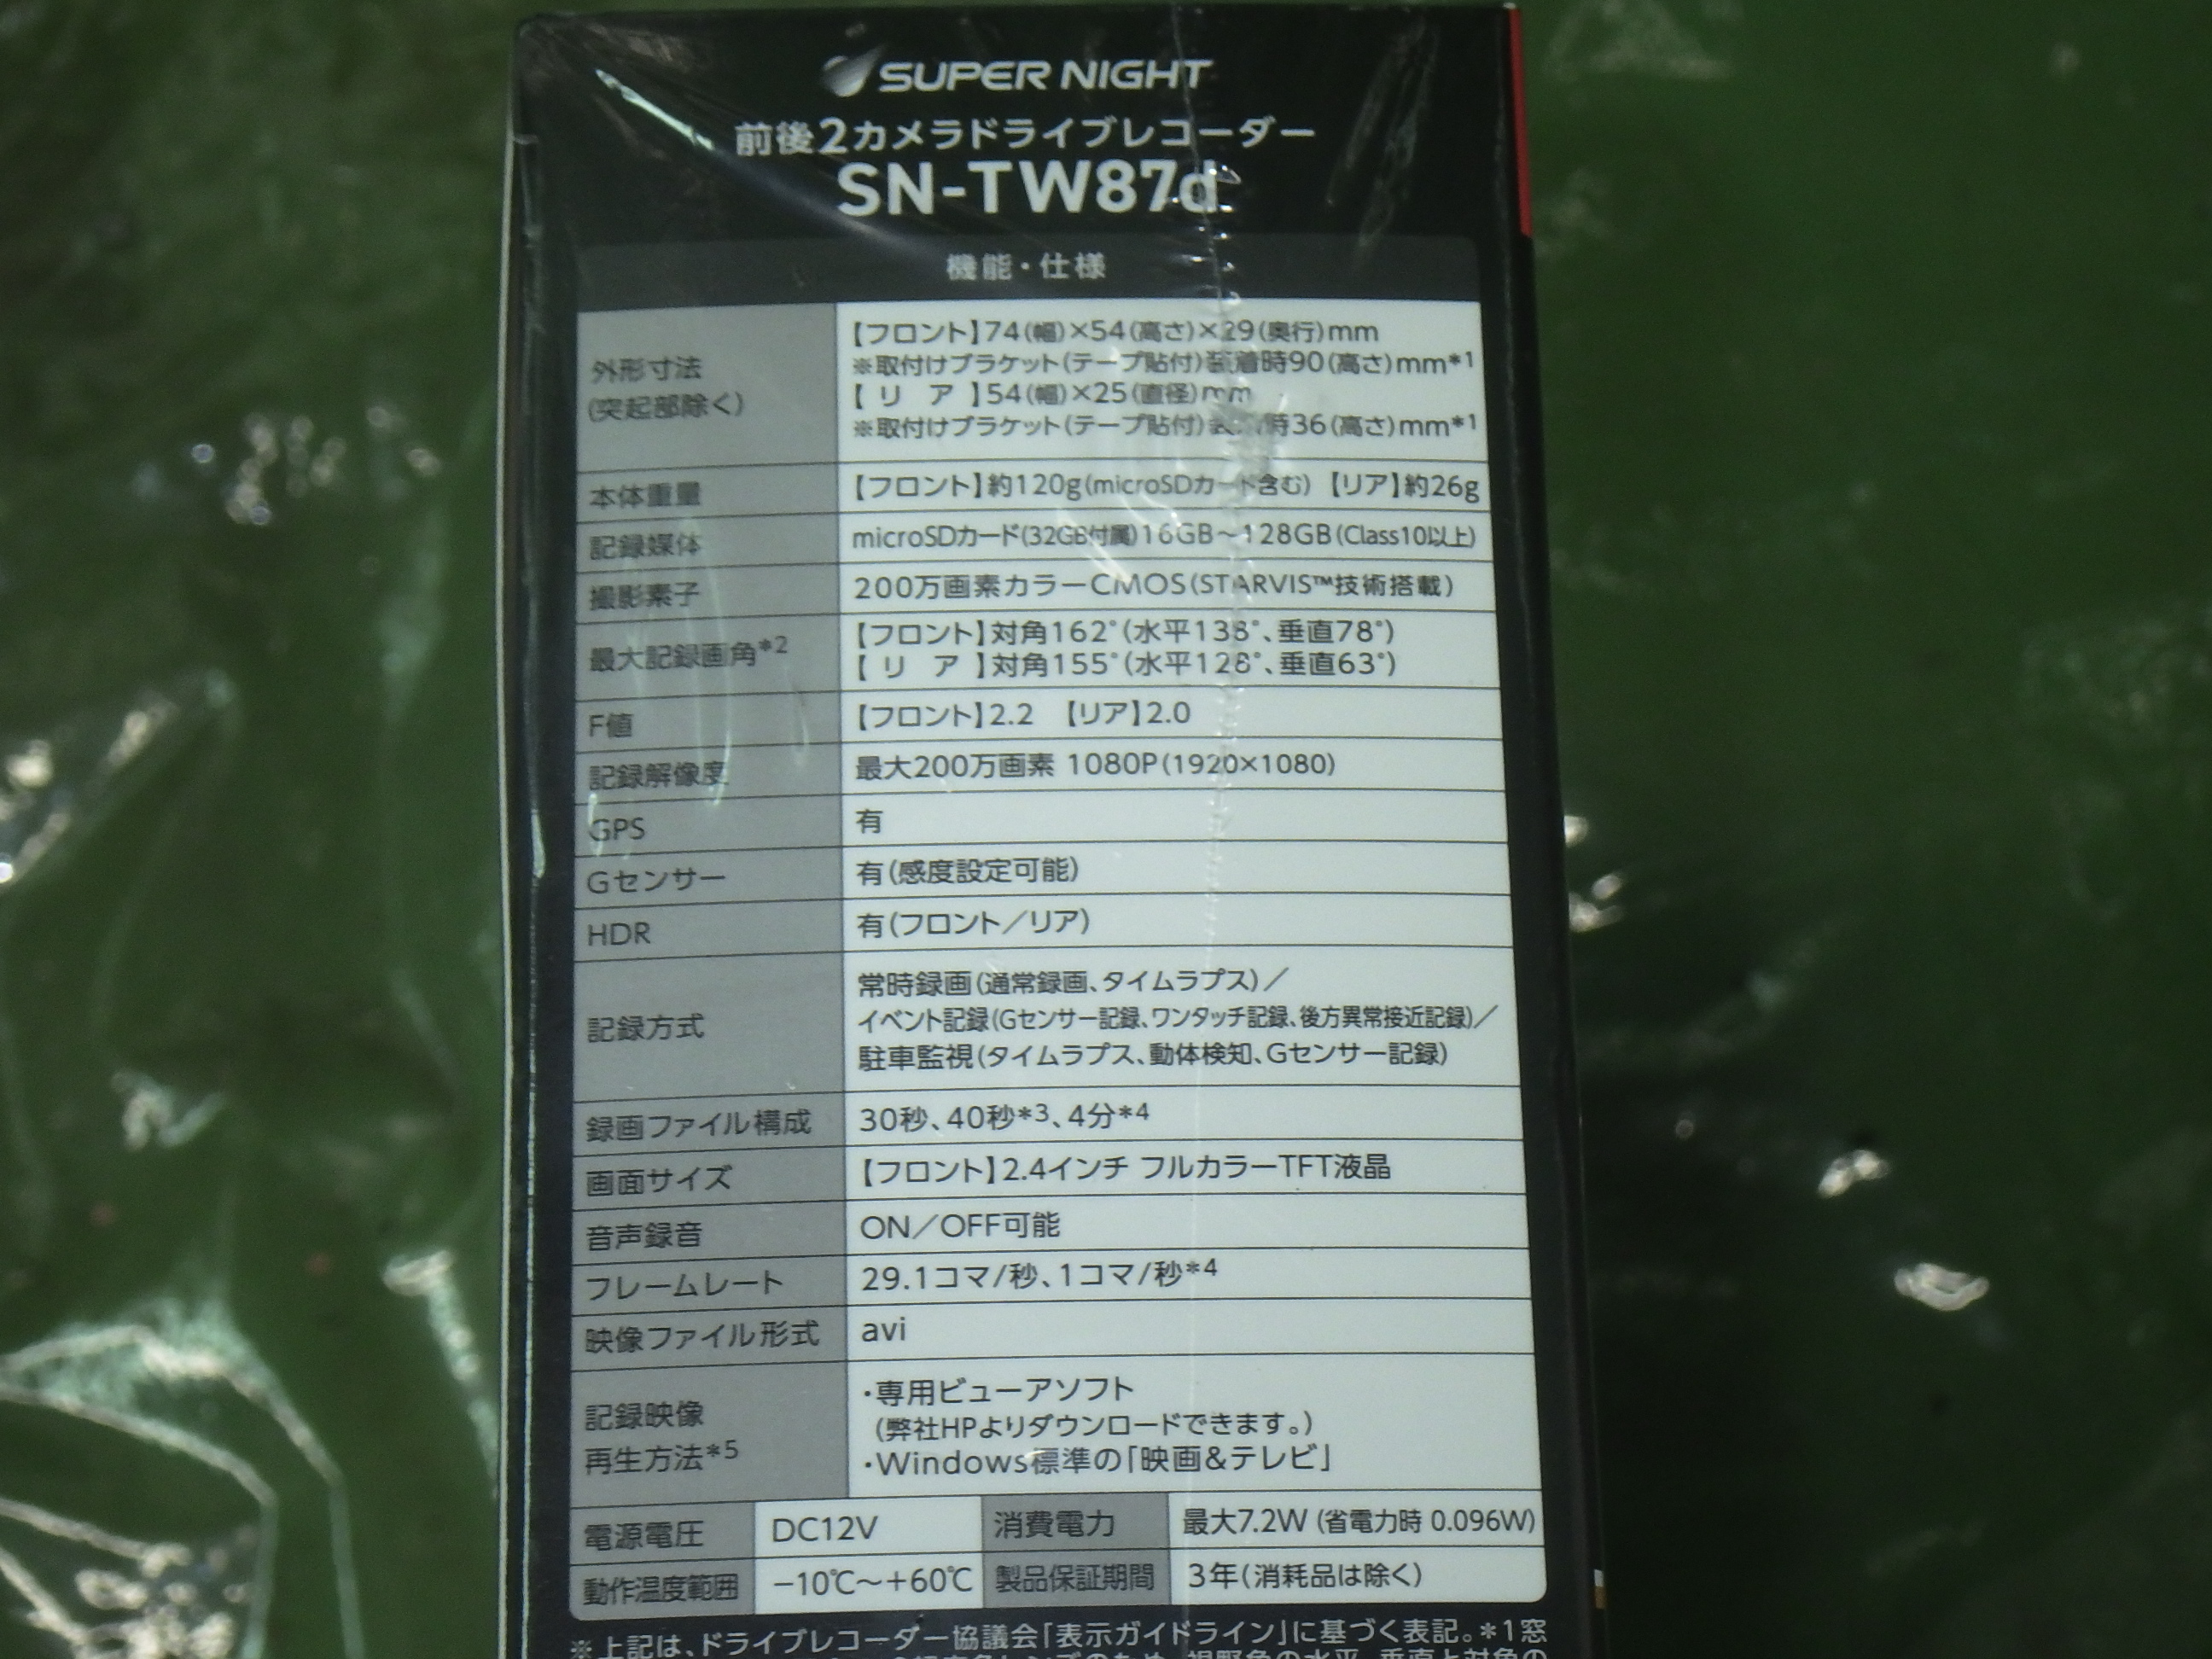 SUPER NIGHT
前後2カメラドライブレコーダー
SN-TW87d
機能・仕様
外形寸法
(突起部除く)
【フロント】74(幅)×54(高さ)×29(奥行)mm
※取付けブラケット(テープ貼付)装着時90(高さ)mm*1
【リア】54(幅)×25(直径)mm
※取付けブラケット(テープ貼付)装着時36(高さ)mm*1
本体重量
【フロント】約120g(microSDカード含む) 【リア】約26g
記録媒体
microSDカード(32GB付属)16GB～128GB(Class10以上)
撮影素子
200万画素カラーCMOS(STARVIS™技術搭載)
最大記録画角*2
【フロント】対角162°(水平138°、垂直78°)
【リア】対角155°(水平128°、垂直63°)
F値
【フロント】2.2 【リア】2.0
記録解像度
最大200万画素 1080P(1920×1080)
GPS
有
Gセンサー
有(感度設定可能)
HDR
有(フロント／リア)
記録方式
常時録画(通常録画、タイムラプス)／
イベント記録(Gセンサー記録、ワンタッチ記録、後方異常接近記録)／
駐車監視(タイムラプス、動体検知、Gセンサー記録)
録画ファイル構成
30秒、40秒*3、4分*4
画面サイズ
【フロント】2.4インチ フルカラーTFT液晶
音声録音
ON／OFF可能
フレームレート
29.1コマ/秒、1コマ/秒*4
映像ファイル形式
avi
記録映像
再生方法*5
・専用ビューアソフト
(弊社HPよりダウンロードできます。)
・Windows標準の「映画&テレビ」
電源電圧
DC12V
消費電力
最大7.2W (省電力時 0.096W)
動作温度範囲
－10℃～＋60℃
製品保証期間
3年(消耗品は除く)
※上記は、ドライブレコーダー協議会「表示ガイドライン」に基づく表記。*1窓